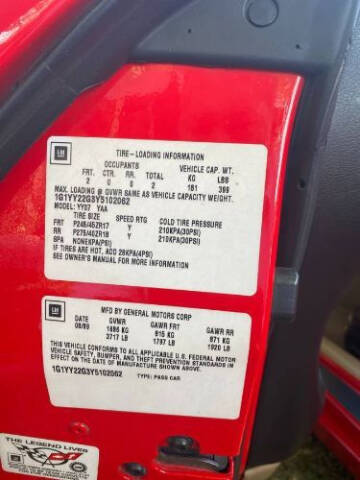 GM
TIRE-LOADING INFORMATION
OCCUPANTS VEHICLE CAP. WT.
FRT. CTR. RR. TOTAL KG LBS
2 0 0 2 181 399
MAX. LOADING @ GVWR SAME AS VEHICLE CAPACITY WEIGHT.
1G1YY22G3Y5102062
MODEL: YY07 YAA
TIRE SIZE SPEED RTG COLD TIRE PRESSURE
FRT P245/45ZR17 Y 210KPA(30PSI)
RR P275/40ZR18 Y 210KPA(30PSI)
SPA NONEKPA(PSI)
IF TIRES ARE HOT, ADD 28KPA(4PSI)
SEE OWNER'S MANUAL FOR MORE INFORMATION
GM
MFD BY GENERAL MOTORS CORP
GVWR GAWR FRT GAWR RR
1686 KG 815 KG 871 KG
3717 LB 1797 LB 1920 LB
THIS VEHICLE CONFORMS TO ALL APPLICABLE U.S. FEDERAL MOTOR
VEHICLE SAFETY, BUMPER, AND THEFT PREVENTION STANDARDS IN
EFFECT ON THE DATE OF MANUFACTURE SHOWN ABOVE.
1G1YY22G3Y5102062
TYPE: PASS CAR
THE LEGEND LIVES